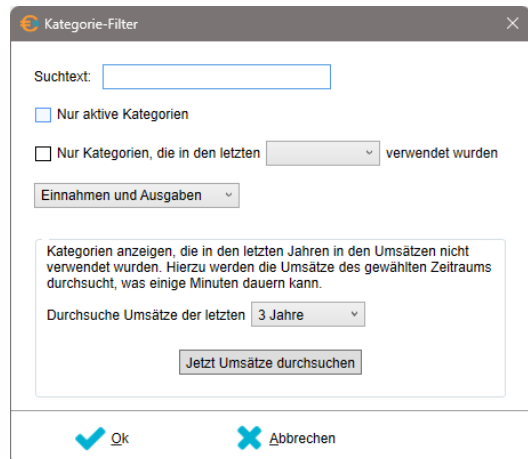 Kategorie-Filter
Suchtext:
Nur aktive Kategorien
Nur Kategorien, die in den letzten verwendet wurden
Einnahmen und Ausgaben
Kategorien anzeigen, die in den letzten Jahren in den Umsätzen nicht
verwendet wurden. Hierzu werden die Umsätze des gewählten Zeitraums
durchsucht, was einige Minuten dauern kann.
Durchsuche Umsätze der letzten 3 Jahre
Jetzt Umsätze durchsuchen
Ok Abbrechen